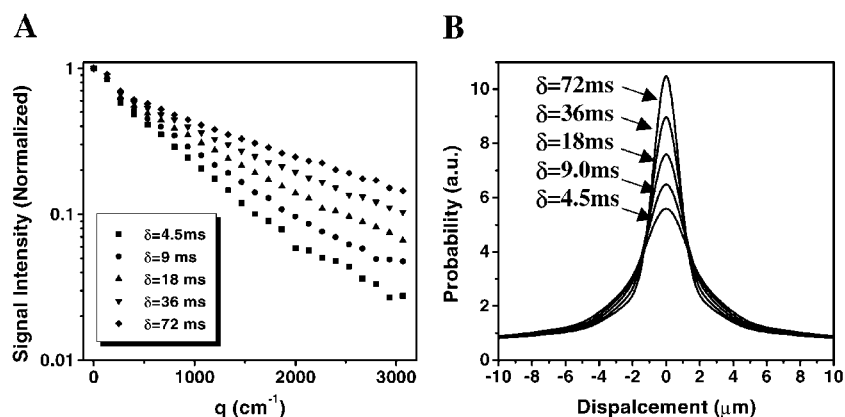 A
Signal Intensity (Normalized)
1
0.1
0.01
δ=4.5ms
δ=9 ms
δ=18 ms
δ=36 ms
δ=72 ms
0
1000
2000
3000
q (cm⁻¹)
B
Probability (a.u.)
10
8
6
4
2
0
δ=72ms
δ=36ms
δ=18ms
δ=9.0ms
δ=4.5ms
-10
-8
-6
-4
-2
0
2
4
6
8
10
Dispalcement (μm)